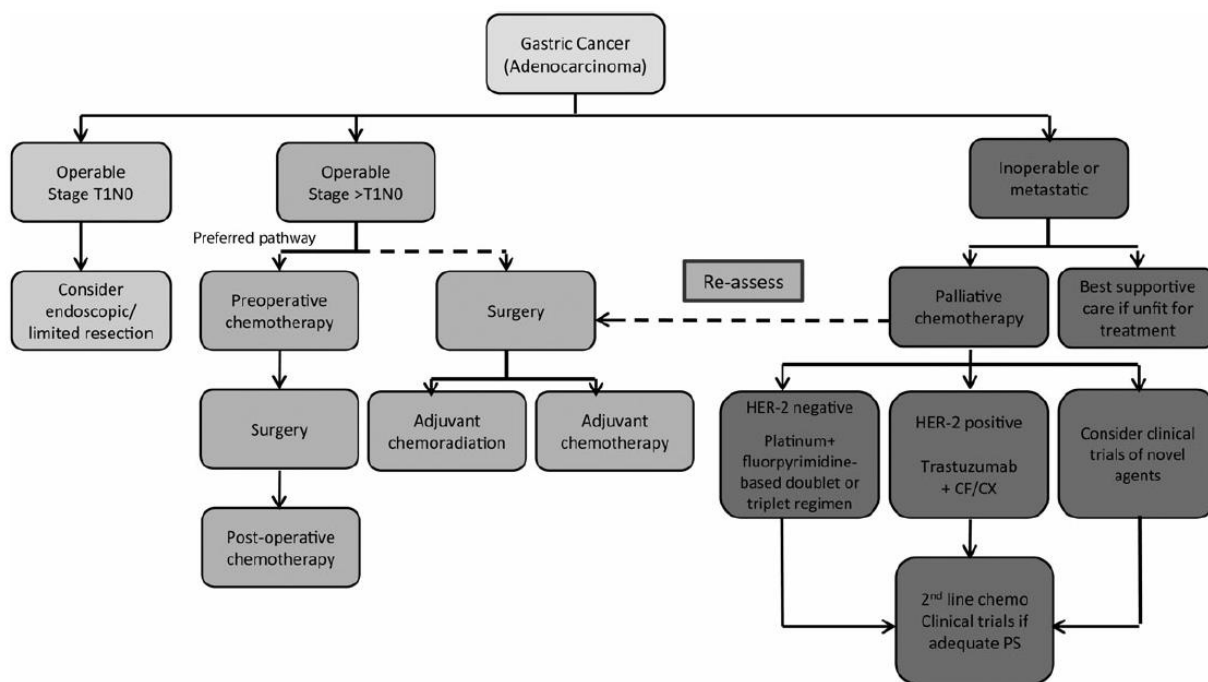 Gastric Cancer
(Adenocarcinoma)
Operable
Stage T1N0
Operable
Stage >T1N0
Inoperable or
metastatic
Preferred pathway
Consider
endoscopic/
limited resection
Preoperative
chemotherapy
Surgery
Re-assess
Palliative
chemotherapy
Best supportive
care if unfit for
treatment
Surgery
Adjuvant
chemoradiation
Adjuvant
chemotherapy
HER-2 negative
Platinum+
fluorpyrimidine-
based doublet or
triplet regimen
HER-2 positive
Trastuzumab
+ CF/CX
Consider clinical
trials of novel
agents
Post-operative
chemotherapy
2nd line chemo
Clinical trials if
adequate PS